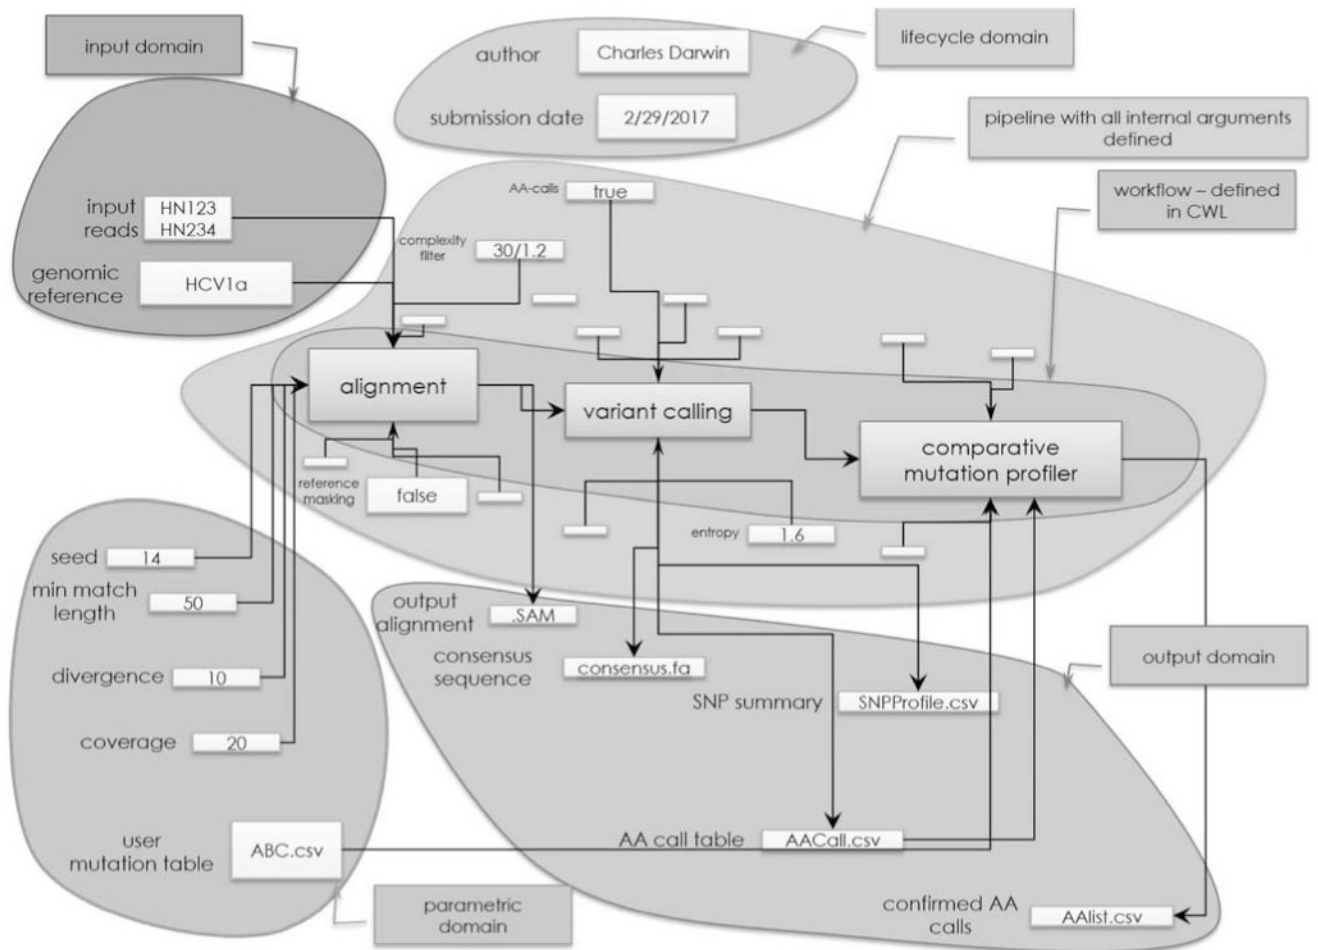 input domain
author
Charles Darwin
lifecycle domain
submission date
2/29/2017
pipeline with all internal arguments
defined
workflow – defined
in CWL
AA-calls
true
input
reads
HN123
HN234
complexity
filter
30/1.2
genomic
reference
HCV1a
alignment
variant calling
comparative
mutation profiler
reference
masking
false
entropy
1.6
seed
14
min match
length
50
output
alignment
.SAM
consensus
sequence
consensus.fa
output domain
divergence
10
SNP summary
SNPProfile.csv
coverage
20
user
mutation table
ABC.csv
AA call table
AACall.csv
parametric
domain
confirmed AA
calls
AAlist.csv